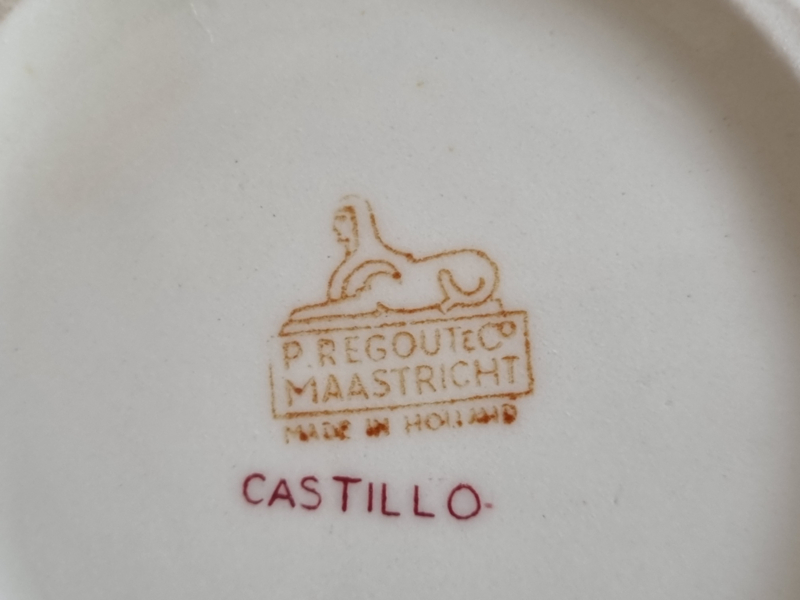 P. REGOUT & Cº
MAASTRICHT
MADE IN HOLLAND
CASTILLO-